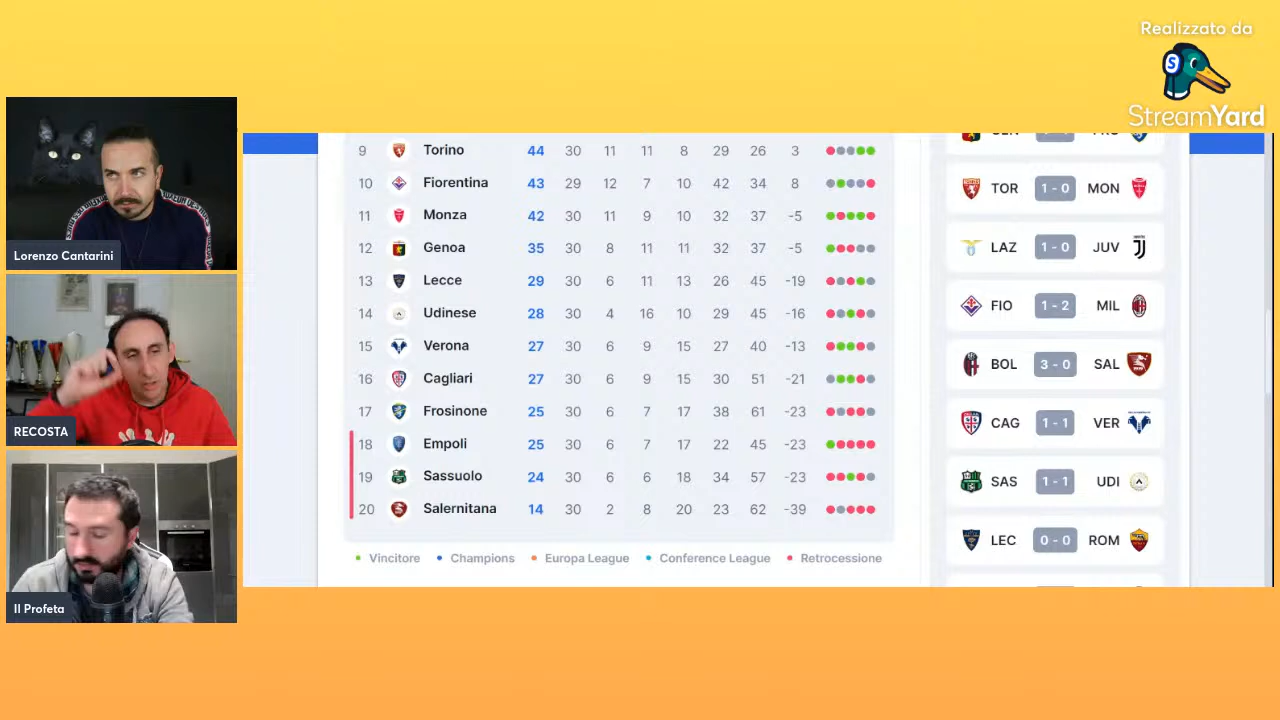 Realizzato da
StreamYard
Lorenzo Cantarini
RECOSTA
Il Profeta
9 Torino 44 30 11 11 8 29 26 3
10 Fiorentina 43 29 12 7 10 42 34 8
11 Monza 42 30 11 9 10 32 37 -5
12 Genoa 35 30 8 11 11 32 37 -5
13 Lecce 29 30 6 11 13 26 45 -19
14 Udinese 28 30 4 16 10 29 45 -16
15 Verona 27 30 6 9 15 27 40 -13
16 Cagliari 27 30 6 9 15 30 51 -21
17 Frosinone 25 30 6 7 17 38 61 -23
18 Empoli 25 30 6 7 17 22 45 -23
19 Sassuolo 24 30 6 6 18 34 57 -23
20 Salernitana 14 30 2 8 20 23 62 -39
Vincitore Champions Europa League Conference League Retrocessione
TOR 1 - 0 MON
LAZ 1 - 0 JUV
FIO 1 - 2 MIL
BOL 3 - 0 SAL
CAG 1 - 1 VER
SAS 1 - 1 UDI
LEC 0 - 0 ROM